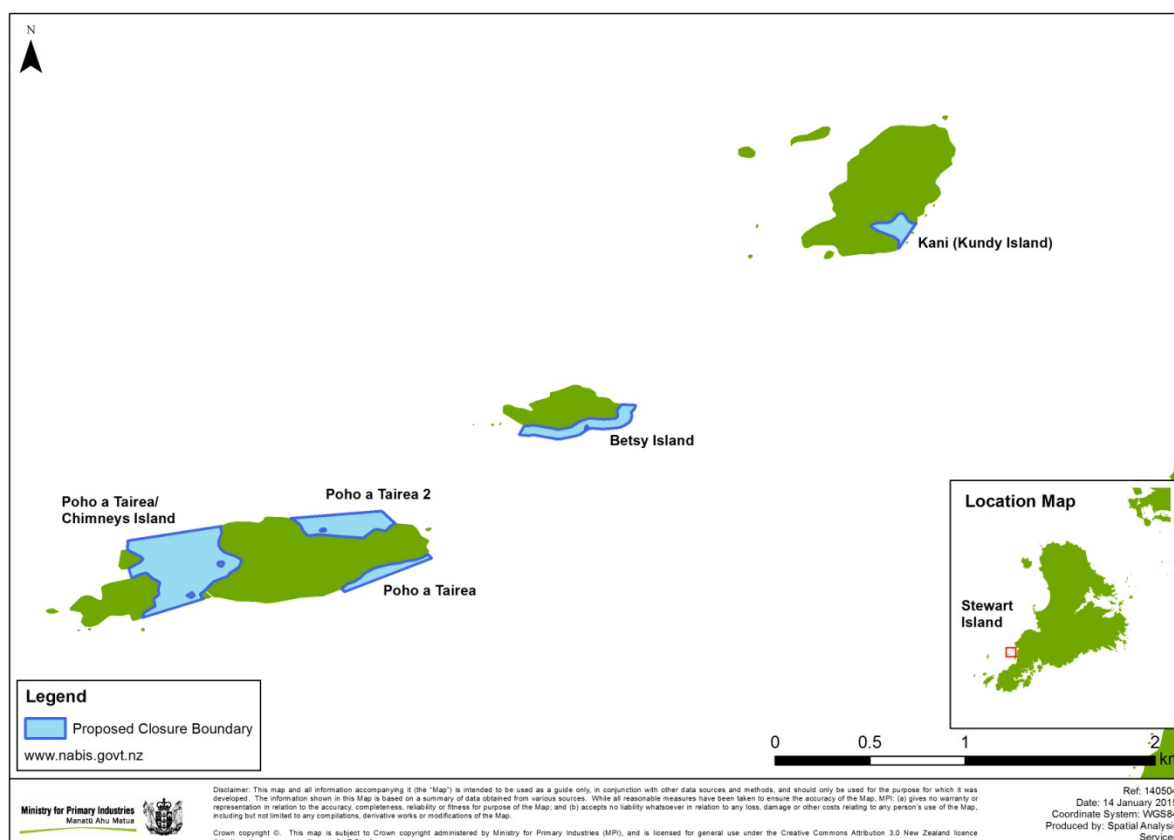 N
Kani (Kundy Island)
Betsy Island
Poho a Tairea/
Chimneys Island
Poho a Tairea 2
Poho a Tairea
Location Map
Stewart
Island
Legend
Proposed Closure Boundary
www.nabis.govt.nz
0 0.5 1 2
km
Ministry for Primary Industries
Manatū Ahu Matua
Disclaimer: This map and all information accompanying it (the "Map") is intended to be used as a guide only, in conjunction with other data sources and methods, and should only be used for the purpose for which it was
developed. The information shown in this Map is based on a summary of data obtained from various sources. While all reasonable measures have been taken to ensure the accuracy of the Map, MPI: (a) gives no warranty or
representation in relation to the accuracy, completeness, reliability or fitness for purpose of the Map; and (b) accepts no liability whatsoever in relation to any loss, damage or other costs relating to any person's use of the Map,
including but not limited to any compilations, derivative works or modifications of the Map.
Crown copyright ©. This map is subject to Crown copyright administered by Ministry for Primary Industries (MPI), and is licensed for general use under the Creative Commons Attribution 3.0 New Zealand licence
Ref: 140504
Date: 14 January 2015
Coordinate System: WGS84
Produced by: Spatial Analys
Services